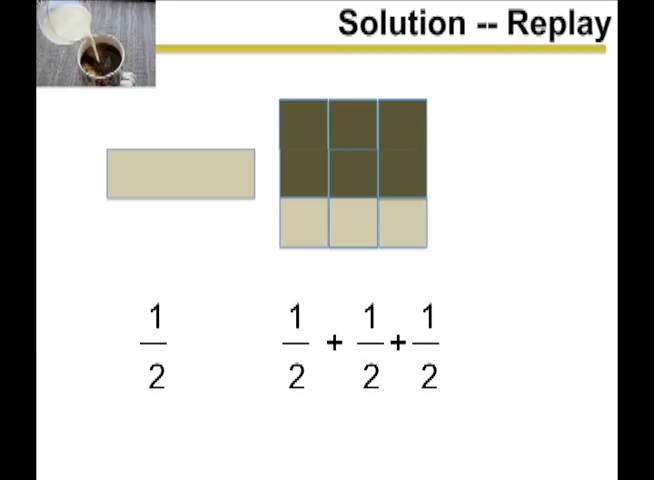 Solution -- Replay
1/2 1/2 + 1/2 + 1/2